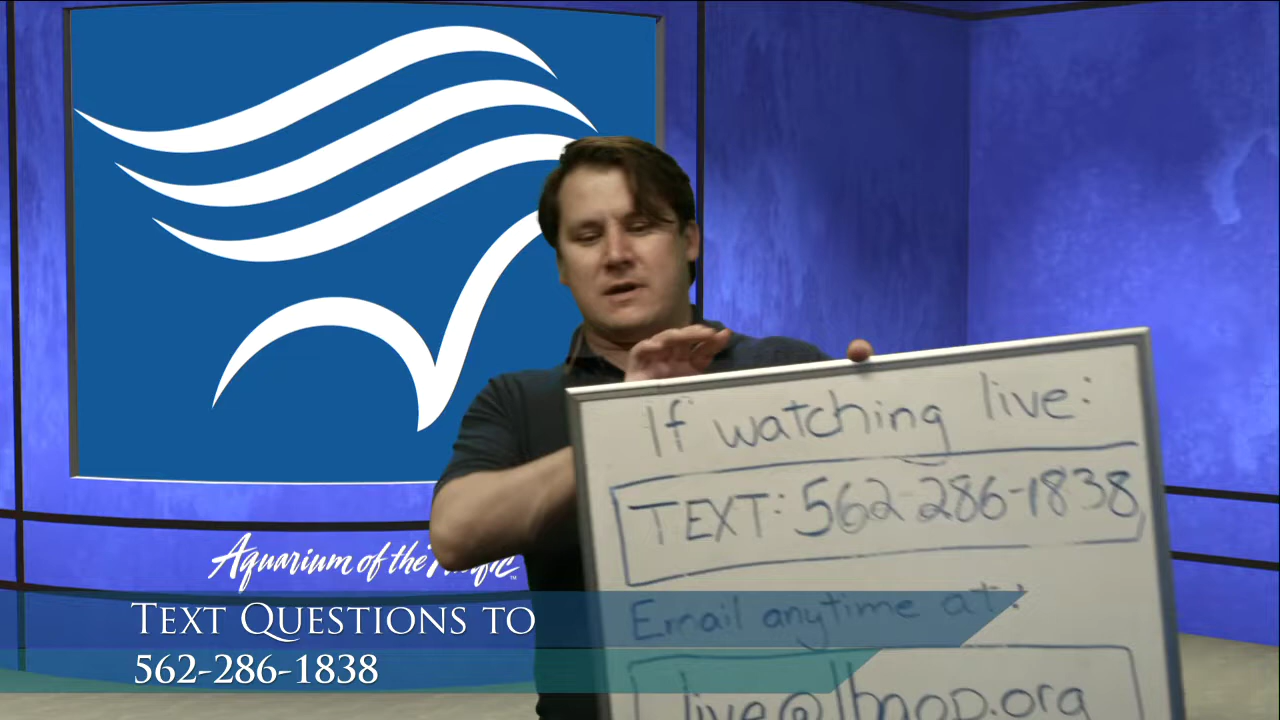 If watching live:
TEXT: 562-286-1838
Email anytime at:
live@lbaop.org
Aquarium of the Pacific™
TEXT QUESTIONS TO
562-286-1838